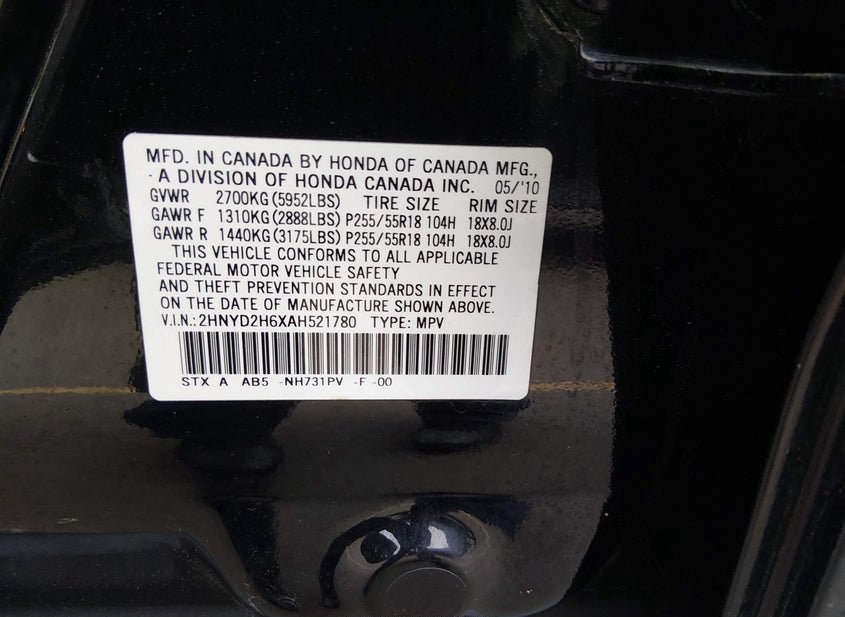 MFD. IN CANADA BY HONDA OF CANADA MFG.,
A DIVISION OF HONDA CANADA INC. 05/'10
GVWR 2700KG(5952LBS) TIRE SIZE RIM SIZE
GAWR F 1310KG(2888LBS) P255/55R18 104H 18X8.0J
GAWR R 1440KG(3175LBS) P255/55R18 104H 18X8.0J
THIS VEHICLE CONFORMS TO ALL APPLICABLE
FEDERAL MOTOR VEHICLE SAFETY
AND THEFT PREVENTION STANDARDS IN EFFECT
ON THE DATE OF MANUFACTURE SHOWN ABOVE.
V.I.N.:2HNYD2H6XAH521780 TYPE: MPV
STX A AB5 -NH731PV -F -00